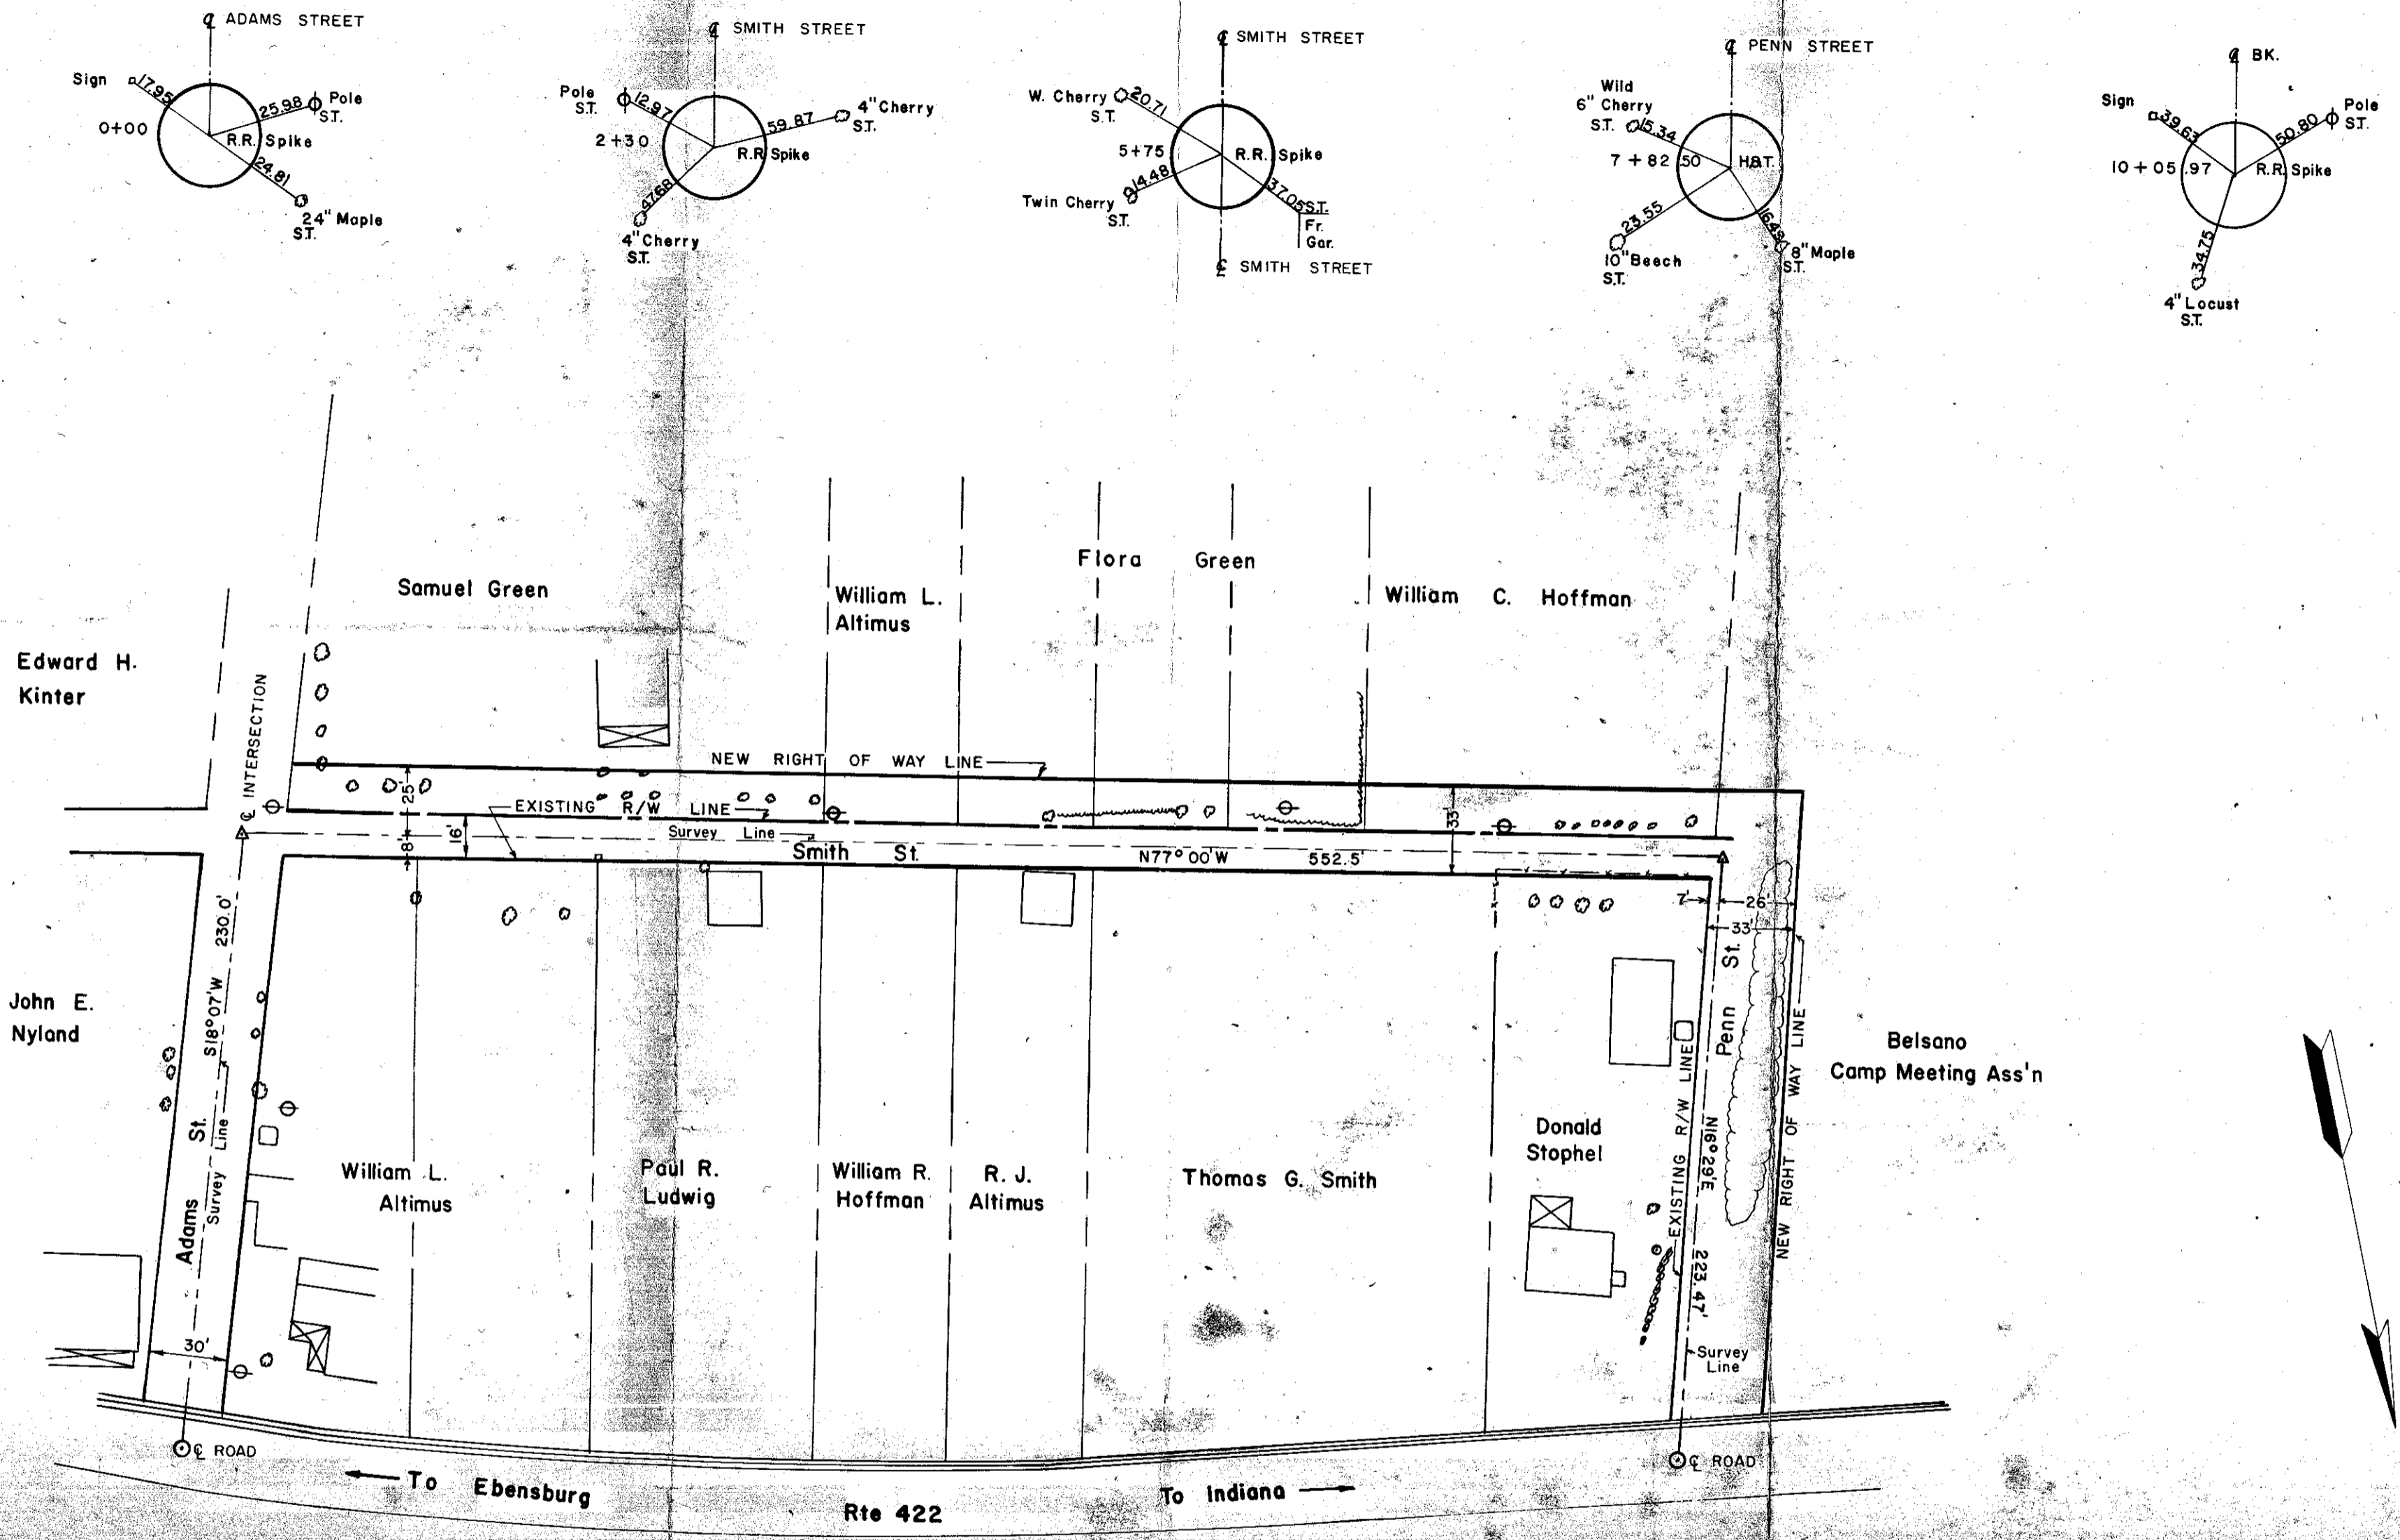 ℄ ADAMS STREET
Sign
17.95
25.98
Pole
S.T.
0+00
R.R. Spike
24.81
24" Maple
S.T.
℄ SMITH STREET
Pole
S.T.
12.97
59.87
4" Cherry
S.T.
2+30
R.R. Spike
47.68
4" Cherry
S.T.
℄ SMITH STREET
W. Cherry
S.T.
20.71
5+75
R.R. Spike
14.48
Twin Cherry
S.T.
37.05
S.T.
Fr.
Gar.
℄ SMITH STREET
℄ PENN STREET
Wild
6" Cherry
S.T.
15.34
7 + 82.50
H&T.
23.55
10" Beech
S.T.
16.49
8" Maple
S.T.
℄ BK.
Sign
39.63
50.80
Pole
S.T.
10 + 05.97
R.R. Spike
34.75
4" Locust
S.T.
Samuel Green
William L.
Altimus
Flora Green
William C. Hoffman
Edward H.
Kinter
℄ INTERSECTION
NEW RIGHT OF WAY LINE
25'
EXISTING R/W LINE
16'
8'
Survey Line
Smith St.
N77° 00'W 552.5'
33'
7'
26'
33'
John E.
Nyland
S18°07'W 230.0'
Adams St.
Survey Line
30'
William L.
Altimus
Paul R.
Ludwig
William R.
Hoffman
R. J.
Altimus
Thomas G. Smith
Donald
Stophel
EXISTING R/W LINE
Penn St.
N16°29'E 223.47'
Survey
Line
NEW RIGHT OF WAY LINE
Belsano
Camp Meeting Ass'n
℄ ROAD
℄ ROAD
To Ebensburg
Rte 422
To Indiana